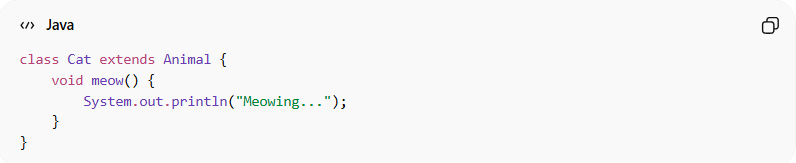 </> Java
class Cat extends Animal {
    void meow() {
        System.out.println("Meowing...");
    }
}